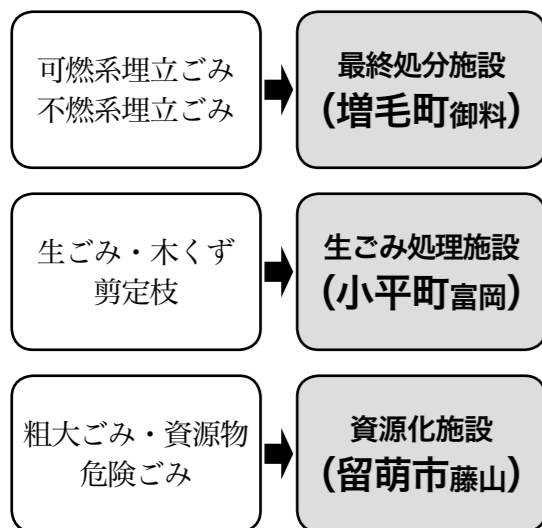 可燃系埋立ごみ
不燃系埋立ごみ
最終処分施設
(増毛町御料)
生ごみ・木くず
剪定枝
生ごみ処理施設
(小平町富岡)
粗大ごみ・資源物
危険ごみ
資源化施設
(留萌市藤山)